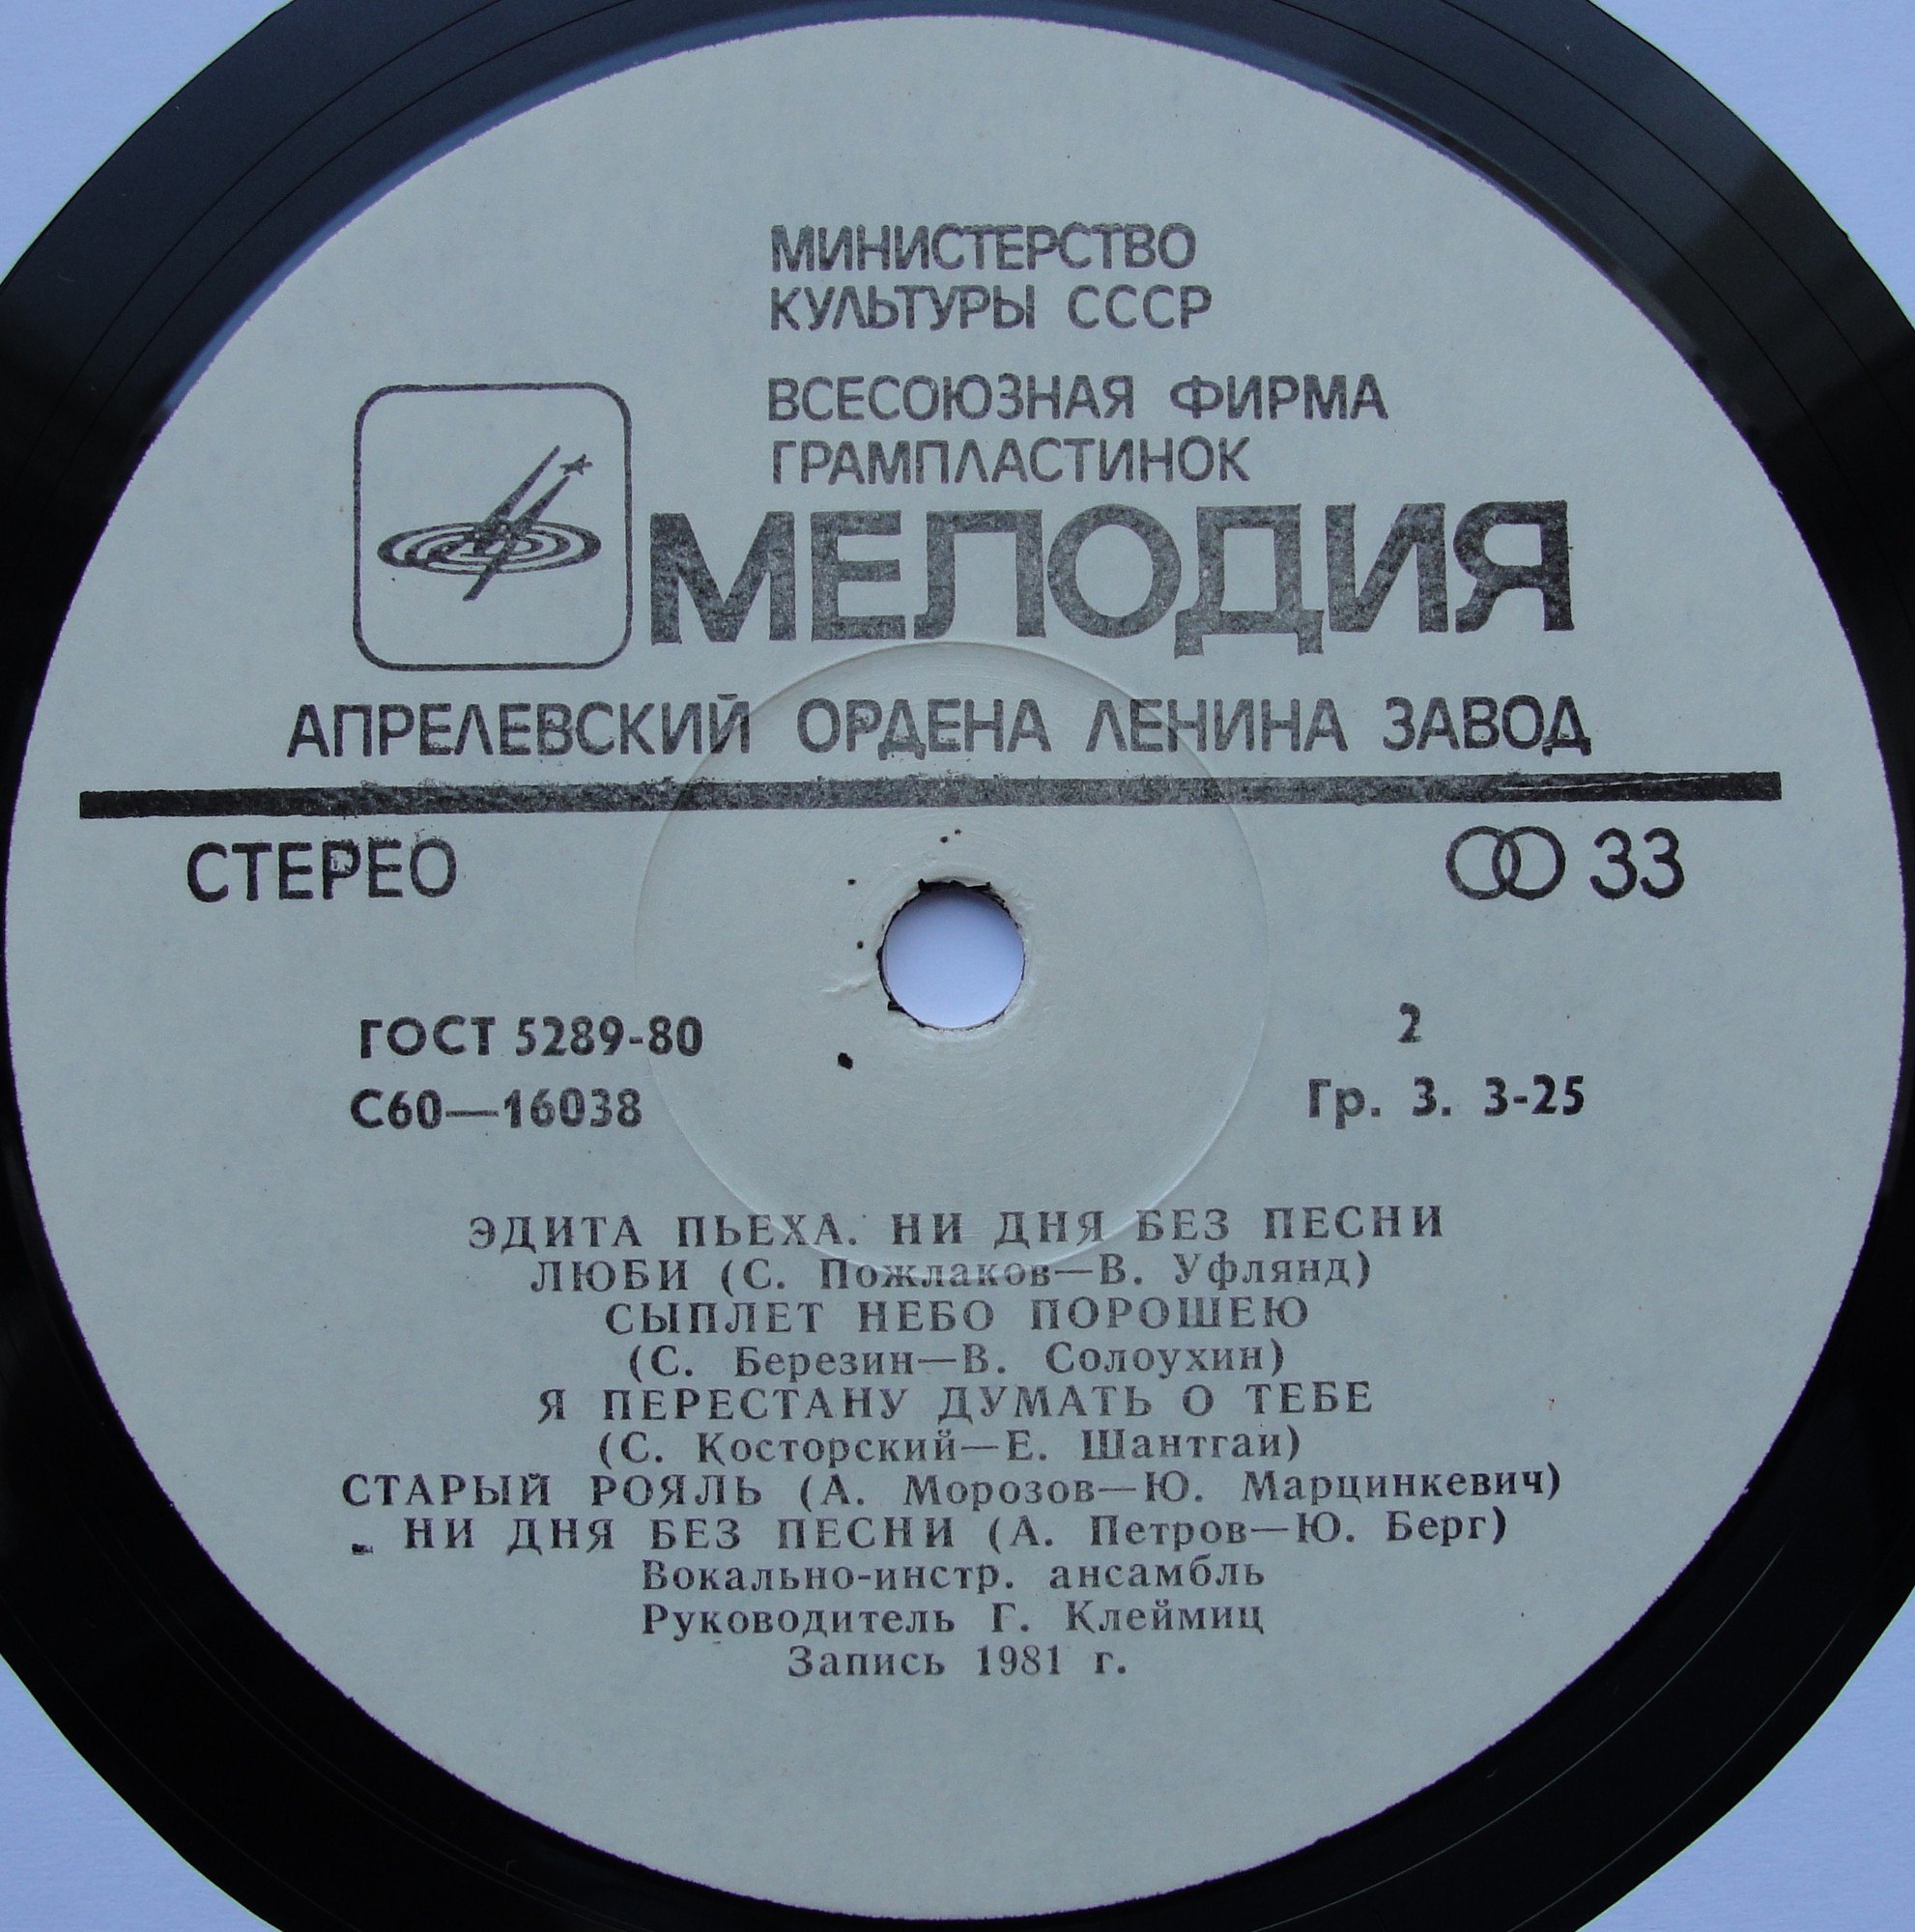 МИНИСТЕРСТВО
КУЛЬТУРЫ СССР
ВСЕСОЮЗНАЯ ФИРМА
ГРАМПЛАСТИНОК
МЕЛОДИЯ
АПРЕЛЕВСКИЙ ОРДЕНА ЛЕНИНА ЗАВОД
СТЕРЕО 33
ГОСТ 5289-80 2
С60—16038 Гр. 3. 3-25
ЭДИТА ПЬЕХА. НИ ДНЯ БЕЗ ПЕСНИ
ЛЮБИ (С. Пожлаков—В. Уфлянд)
СЫПЛЕТ НЕБО ПОРОШЕЮ
(С. Березин—В. Солоухин)
Я ПЕРЕСТАНУ ДУМАТЬ О ТЕБЕ
(С. Косторский—Е. Шантгаи)
СТАРЫЙ РОЯЛЬ (А. Морозов—Ю. Марцинкевич)
НИ ДНЯ БЕЗ ПЕСНИ (А. Петров—Ю. Берг)
Вокально-инстр. ансамбль
Руководитель Г. Клеймиц
Запись 1981 г.